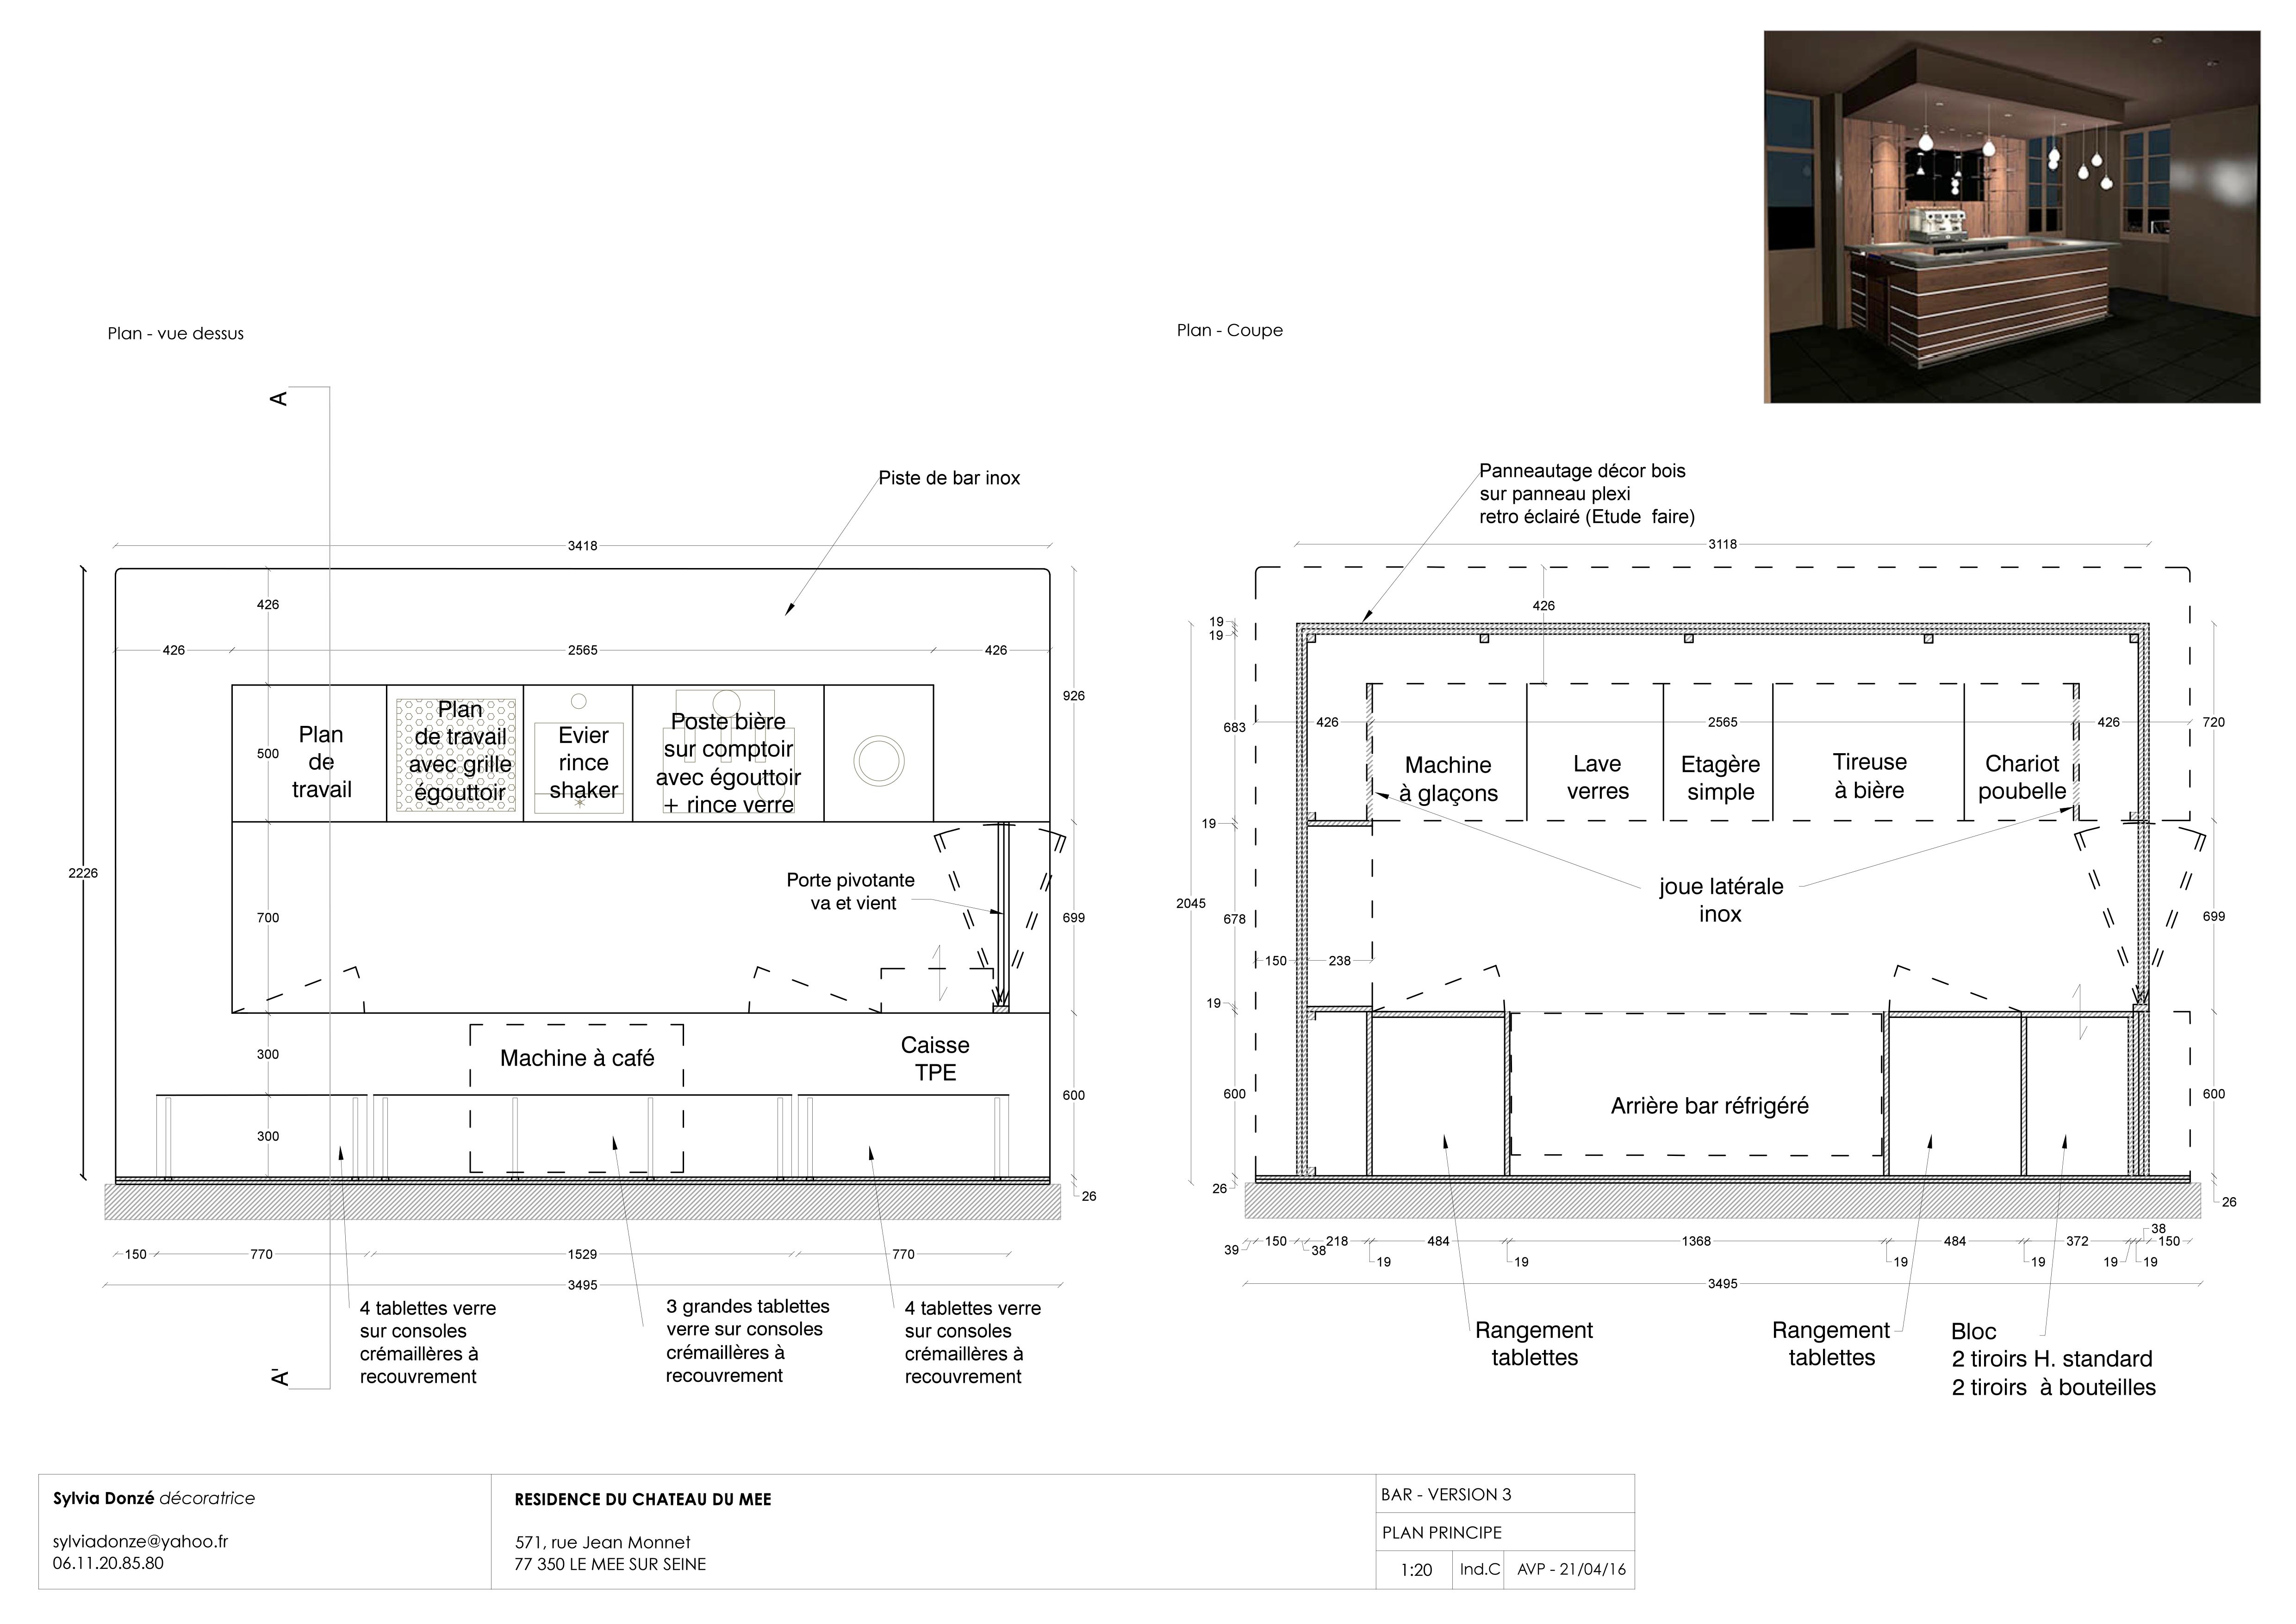 Plan - vue dessus
Plan - Coupe
A
Piste de bar inox
Panneautage décor bois
sur panneau plexi
retro éclairé (Etude  faire)
3418
426
426
2565
426
926
2226
Plan
de
travail
500
Plan
de travail
avec grille
égouttoir
Evier
rince
shaker
Poste bière
sur comptoir
avec égouttoir
+ rince verre
Porte pivotante
va et vient
700
699
300
Machine à café
Caisse
TPE
600
300
26
150
770
1529
770
3495
4 tablettes verre
sur consoles
crémaillères à
recouvrement
3 grandes tablettes
verre sur consoles
crémaillères à
recouvrement
4 tablettes verre
sur consoles
crémaillères à
recouvrement
A'
3118
426
19
19
683
426
2565
426
720
Machine
à glaçons
Lave
verres
Etagère
simple
Tireuse
à bière
Chariot
poubelle
19
joue latérale
inox
2045
678
699
150
238
19
600
Arrière bar réfrigéré
600
26
26
39
150
38
218
19
484
19
1368
19
484
19
372
19
19
38
150
3495
Rangement
tablettes
Rangement
tablettes
Bloc
2 tiroirs H. standard
2 tiroirs  à bouteilles
Sylvia Donzé décoratrice
sylviadonze@yahoo.fr
06.11.20.85.80
RESIDENCE DU CHATEAU DU MEE
571, rue Jean Monnet
77 350 LE MEE SUR SEINE
BAR - VERSION 3
PLAN PRINCIPE
1:20
Ind.C
AVP - 21/04/16